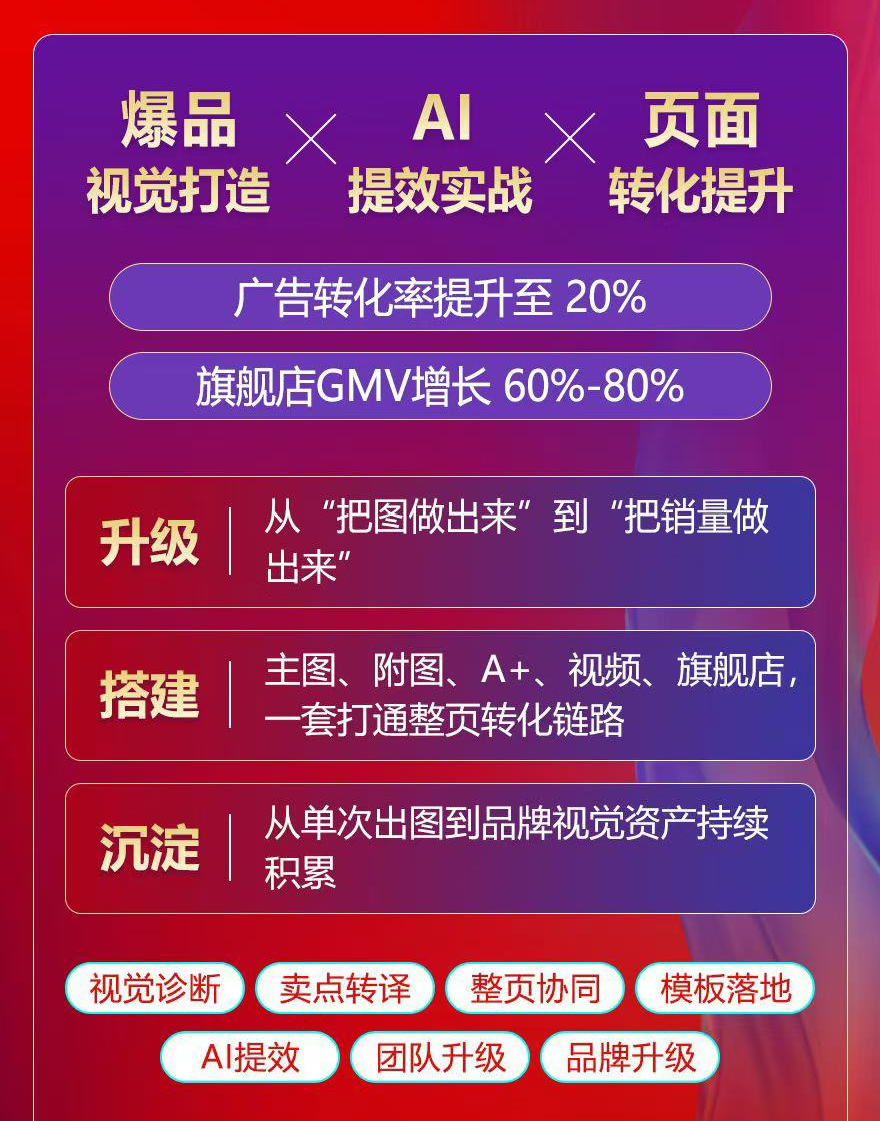 爆品 AI 页面
视觉打造 提效实战 转化提升
广告转化率提升至 20%
旗舰店GMV增长 60%-80%
升级
从“把图做出来”到“把销量做
出来”
搭建
主图、附图、A+、视频、旗舰店，
一套打通整页转化链路
沉淀
从单次出图到品牌视觉资产持续
积累
视觉诊断 卖点转译 整页协同 模板落地
AI提效 团队升级 品牌升级